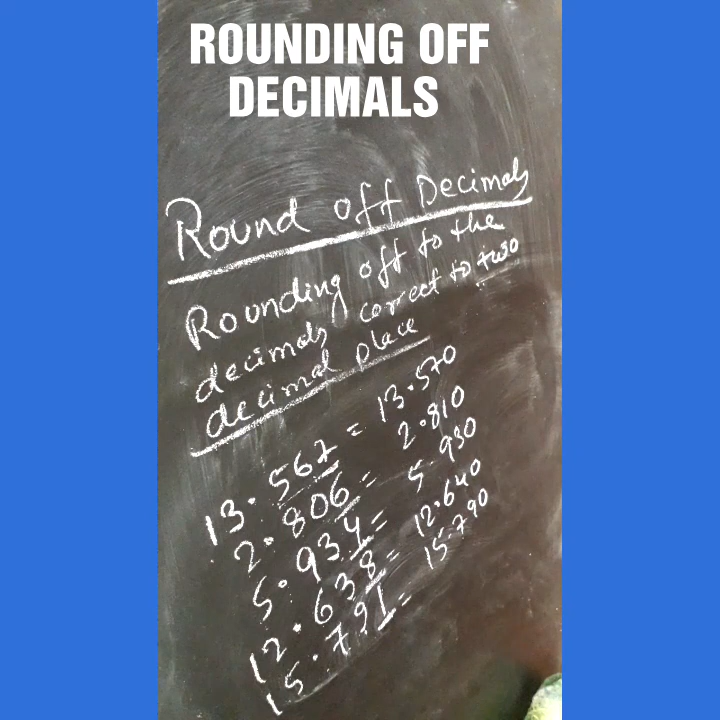 ROUNDING OFF
DECIMALS
Round off Decimals
Rounding off to the
decimals correct to two
decimal place
13.567 = 13.570
2.806 = 2.810
5.934 = 5.930
12.638 = 12.640
15.791 = 15.790